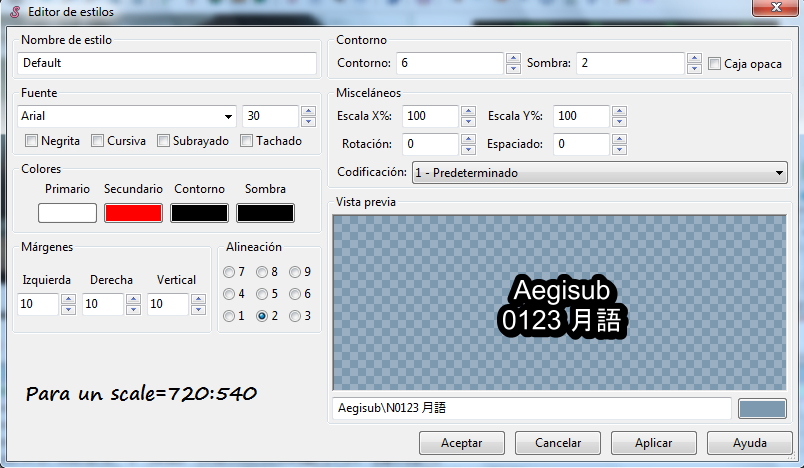 Editor de estilos
Nombre de estilo
Default
Fuente
Arial
30
Negrita Cursiva Subrayado Tachado
Colores
Primario Secundario Contorno Sombra
Márgenes
Izquierda Derecha Vertical
10 10 10
Alineación
7 8 9
4 5 6
1 2 3
Para un scale=720:540
Contorno
Contorno: 6 Sombra: 2 Caja opaca
Misceláneos
Escala X%: 100 Escala Y%: 100
Rotación: 0 Espaciado: 0
Codificación: 1 - Predeterminado
Vista previa
Aegisub
0123 月語
Aegisub\N0123 月語
Aceptar Cancelar Aplicar Ayuda